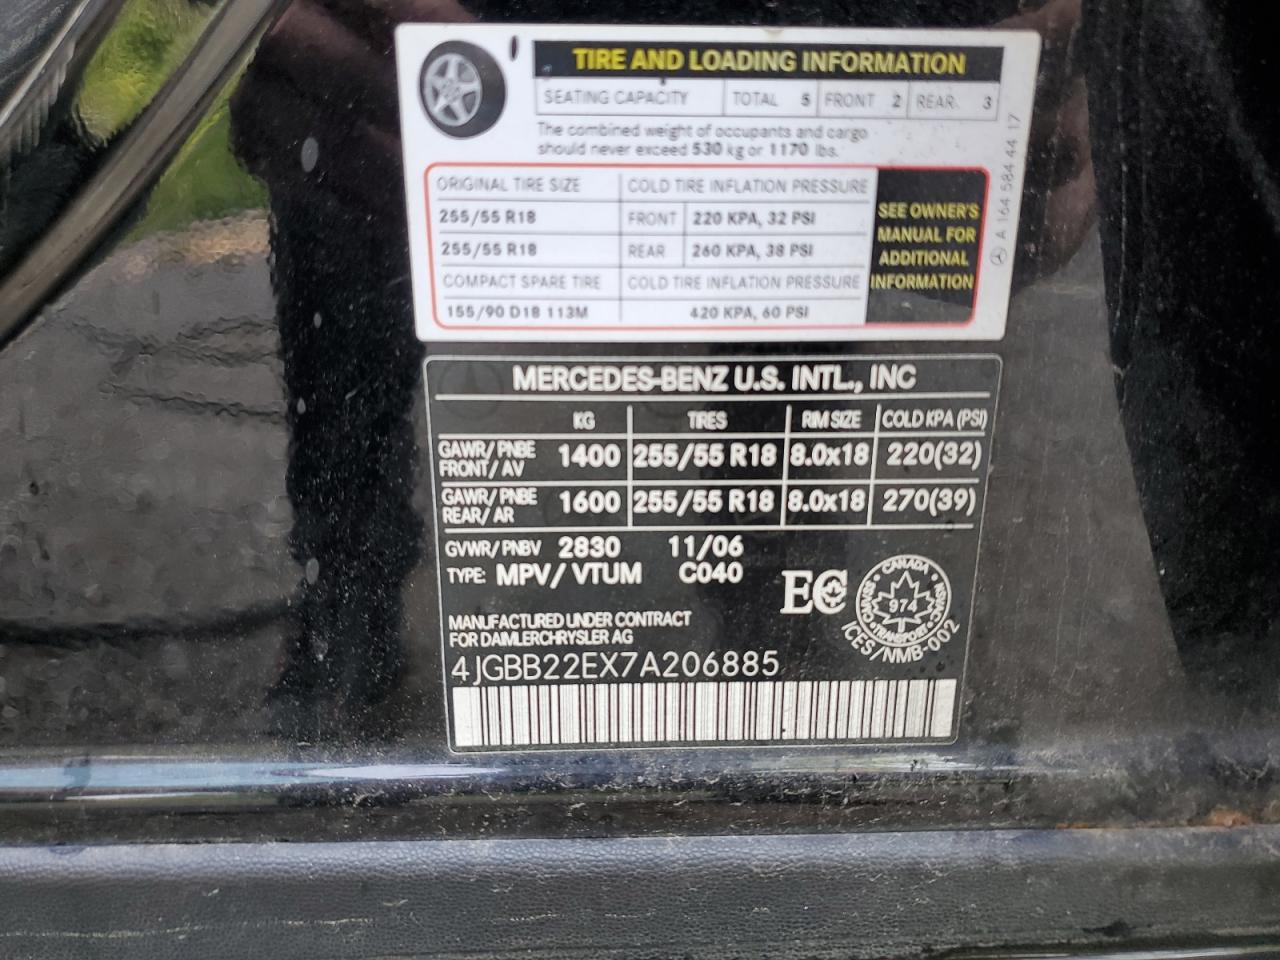 TIRE AND LOADING INFORMATION
SEATING CAPACITY TOTAL 5 FRONT 2 REAR 3
The combined weight of occupants and cargo
should never exceed 530 kg or 1170 lbs.
ORIGINAL TIRE SIZE COLD TIRE INFLATION PRESSURE
255/55 R18 FRONT 220 KPA, 32 PSI
255/55 R18 REAR 260 KPA, 38 PSI
COMPACT SPARE TIRE COLD TIRE INFLATION PRESSURE
155/90 D18 113M 420 KPA, 60 PSI
SEE OWNER'S
MANUAL FOR
ADDITIONAL
INFORMATION
A 164 584 44 17
MERCEDES-BENZ U.S. INTL., INC
KG TIRES RIM SIZE COLD KPA (PSI)
GAWR/PNBE
FRONT/AV 1400 255/55 R18 8.0x18 220(32)
GAWR/PNBE
REAR/AR 1600 255/55 R18 8.0x18 270(39)
GVWR/PNBV 2830 11/06
TYPE: MPV/VTUM C040
MANUFACTURED UNDER CONTRACT
FOR DAIMLERCHRYSLER AG
EC
CANADA
974
TRANSPORT
ICES/NMB-002
4JGBB22EX7A206885